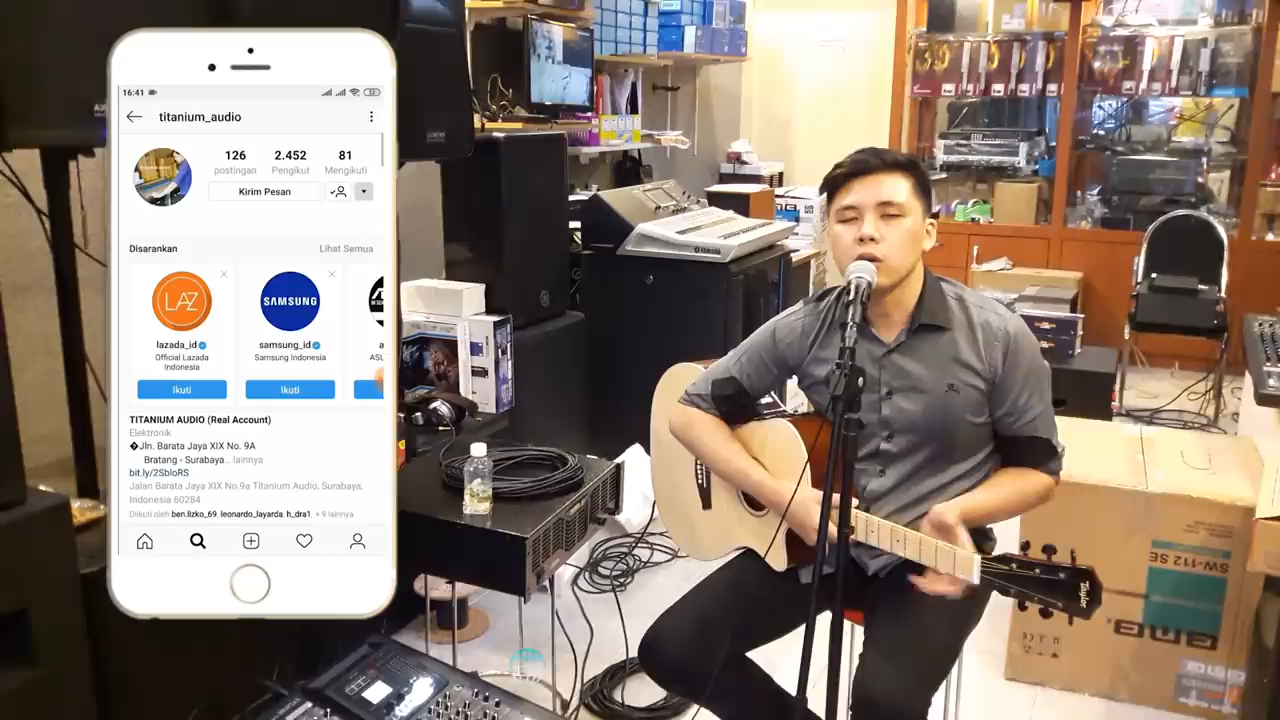 16:41
titanium_audio
126
2.452
81
postingan
Pengikut
Mengikuti
Kirim Pesan
Disarankan
Lihat Semua
LAZ
SAMSUNG
lazada_id
samsung_id
a
Official Lazada
Indonesia
Samsung Indonesia
ASU
Ikuti
Ikuti
TITANIUM AUDIO (Real Account)
Elektronik
�Jln. Barata Jaya XIX No. 9A
Bratang - Surabaya... lainnya
bit.ly/2SbloRS
Jalan Barata Jaya XIX No.9a Titanium Audio, Surabaya,
Indonesia 60284
Diikuti oleh ben.lizko_69, leonardo_layarda, h_dra1, + 9 lainnya
YAMAHA
Taylor
SW-112 SE
BMB